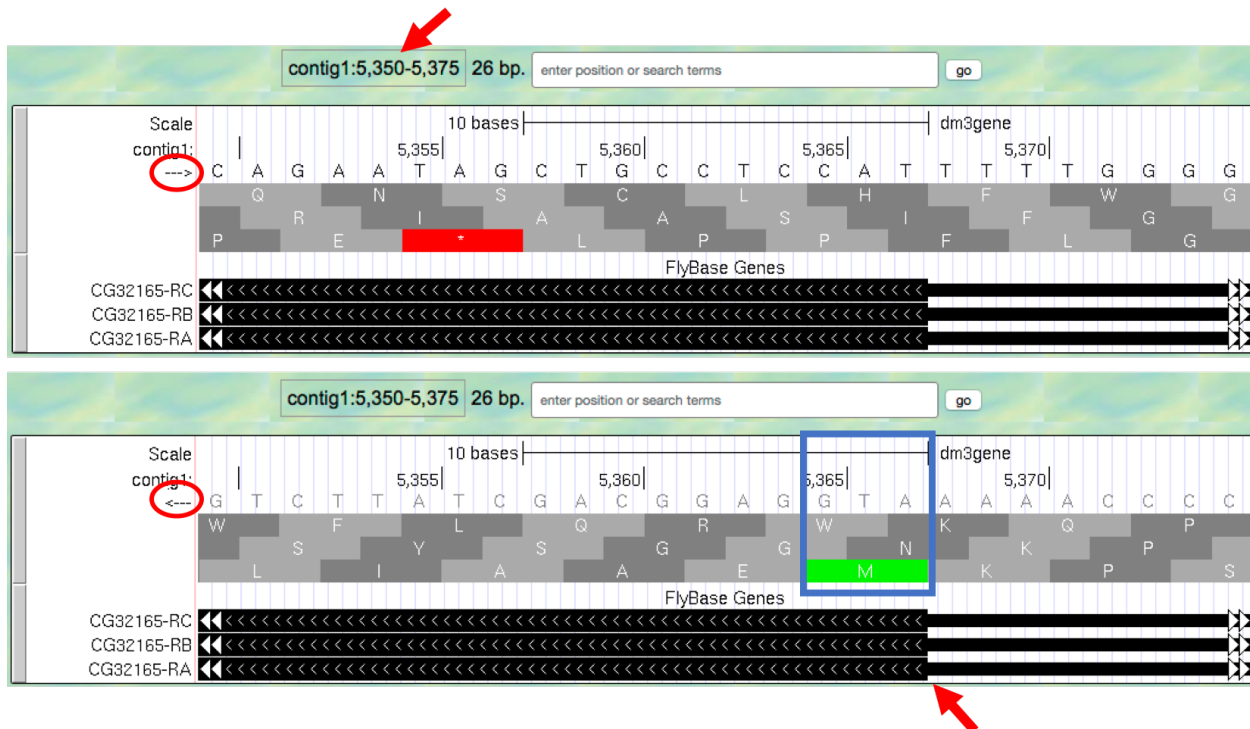 contig1:5,350-5,375 26 bp. enter position or search terms go
Scale 10 bases dm3gene
contig1: 5,355 5,360 5,365 5,370
---> C A G A A T A G C T G C C T C C A T T T T T G G G G
Q N S C L H F W G
R I A A S I F G
P E * L P P F L G
FlyBase Genes
CG32165-RC
CG32165-RB
CG32165-RA
contig1:5,350-5,375 26 bp. enter position or search terms go
Scale 10 bases dm3gene
contig1: 5,355 5,360 5,365 5,370
<--- G T C T T A T C G A C G G A G G T A A A A A C C C C
W F L Q R W K Q P
S Y S G G N K P
L I A A E M K P S
FlyBase Genes
CG32165-RC
CG32165-RB
CG32165-RA